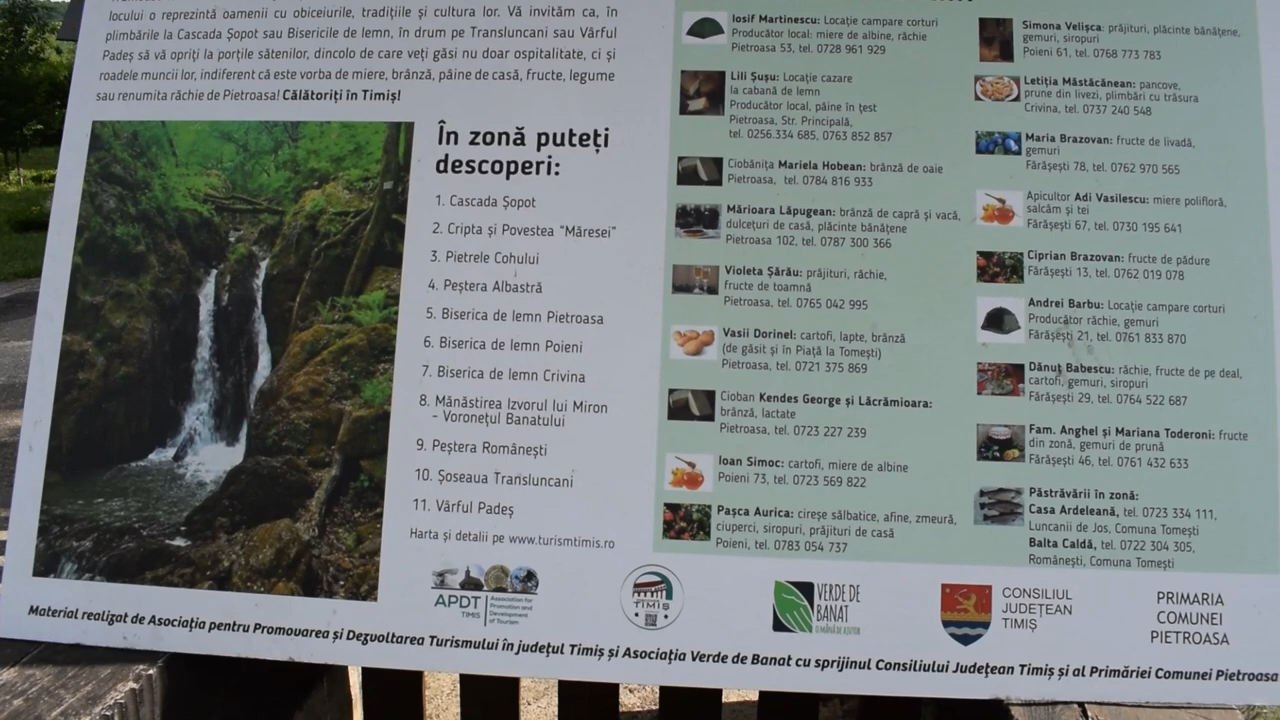 locului o reprezintă oamenii cu obiceiurile, tradițiile și cultura lor. Vă invităm ca, în
plimbările la Cascada Șopot sau Bisericile de lemn, în drum pe Transluncani sau Vârful
Padeș să vă opriți la porțile sătenilor, dincolo de care veți găsi nu doar ospitalitate, ci și
roadele muncii lor, indiferent că este vorba de miere, brânză, pâine de casă, fructe, legume
sau renumita răchie de Pietroasa! Călătoriți în Timiș!
În zonă puteți
descoperi:
1. Cascada Șopot
2. Cripta și Povestea "Măresei"
3. Pietrele Cohului
4. Peștera Albastră
5. Biserica de lemn Pietroasa
6. Biserica de lemn Poieni
7. Biserica de lemn Crivina
8. Mănăstirea Izvorul lui Miron
- Voronețul Banatului
9. Peștera Românești
10. Șoseaua Transluncani
11. Vârful Padeș
Harta și detalii pe www.turismtimis.ro
Iosif Martinescu: Locație campare corturi
Producător local: miere de albine, răchie
Pietroasa 53, tel. 0728 961 929
Lili Șușu: Locație cazare
la cabană de lemn
Producător local, pâine în țest
Pietroasa, Str. Principală,
tel. 0256.334 685, 0763 852 857
Ciobănița Mariela Hobean: brânză de oaie
Pietroasa, tel. 0784 816 933
Mărioara Lăpugean: brânză de capră și vacă,
dulcețuri de casă, plăcinte bănățene
Pietroasa 102, tel. 0787 300 366
Violeta Șărău: prăjituri, răchie,
fructe de toamnă
Pietroasa, tel. 0765 042 995
Vasii Dorinel: cartofi, lapte, brânză
(de găsit și în Piață la Tomești)
Pietroasa, tel. 0721 375 869
Cioban Kendes George și Lăcrămioara:
brânză, lactate
Pietroasa, tel. 0723 227 239
Ioan Simoc: cartofi, miere de albine
Poieni 73, tel. 0723 569 822
Pașca Aurica: cireșe sălbatice, afine, zmeură,
ciuperci, siropuri, prăjituri de casă
Poieni, tel. 0783 054 737
Simona Velișca: prăjituri, plăcinte bănățene,
gemuri, siropuri
Poieni 61, tel. 0768 773 783
Letiția Măstăcănean: pancove,
prune din livezi, plimbări cu trăsura
Crivina, tel. 0737 240 548
Maria Brazovan: fructe de livadă,
gemuri
Fărășești 78, tel. 0762 970 565
Apicultor Adi Vasilescu: miere polifloră,
salcâm și tei
Fărășești 67, tel. 0730 195 641
Ciprian Brazovan: fructe de pădure
Fărășești 13, tel. 0762 019 078
Andrei Barbu: Locație campare corturi
Producător răchie, gemuri
Fărășești 21, tel. 0761 833 870
Dănuț Babescu: răchie, fructe de pe deal,
cartofi, gemuri, siropuri
Fărășești 29, tel. 0764 522 687
Fam. Anghel și Mariana Toderoni: fructe
din zonă, gemuri de prună
Fărășești 46, tel. 0761 432 633
Păstrăvării în zonă:
Casa Ardeleană, tel. 0723 334 111,
Luncanii de Jos, Comuna Tomești
Balta Caldă, tel. 0722 304 305,
Românești, Comuna Tomești
APDT
TIMIȘ
Association for
Promotion and
Development
of Tourism
TIMIȘ
VERDE DE
BANAT
O MÂNĂ DE AJUTOR
CONSILIUL
JUDEȚEAN
TIMIȘ
PRIMARIA
COMUNEI
PIETROASA
Material realizat de Asociația pentru Promovarea și Dezvoltarea Turismului în județul Timiș și Asociația Verde de Banat cu sprijinul Consiliului Județean Timiș și al Primăriei Comunei Pietroasa